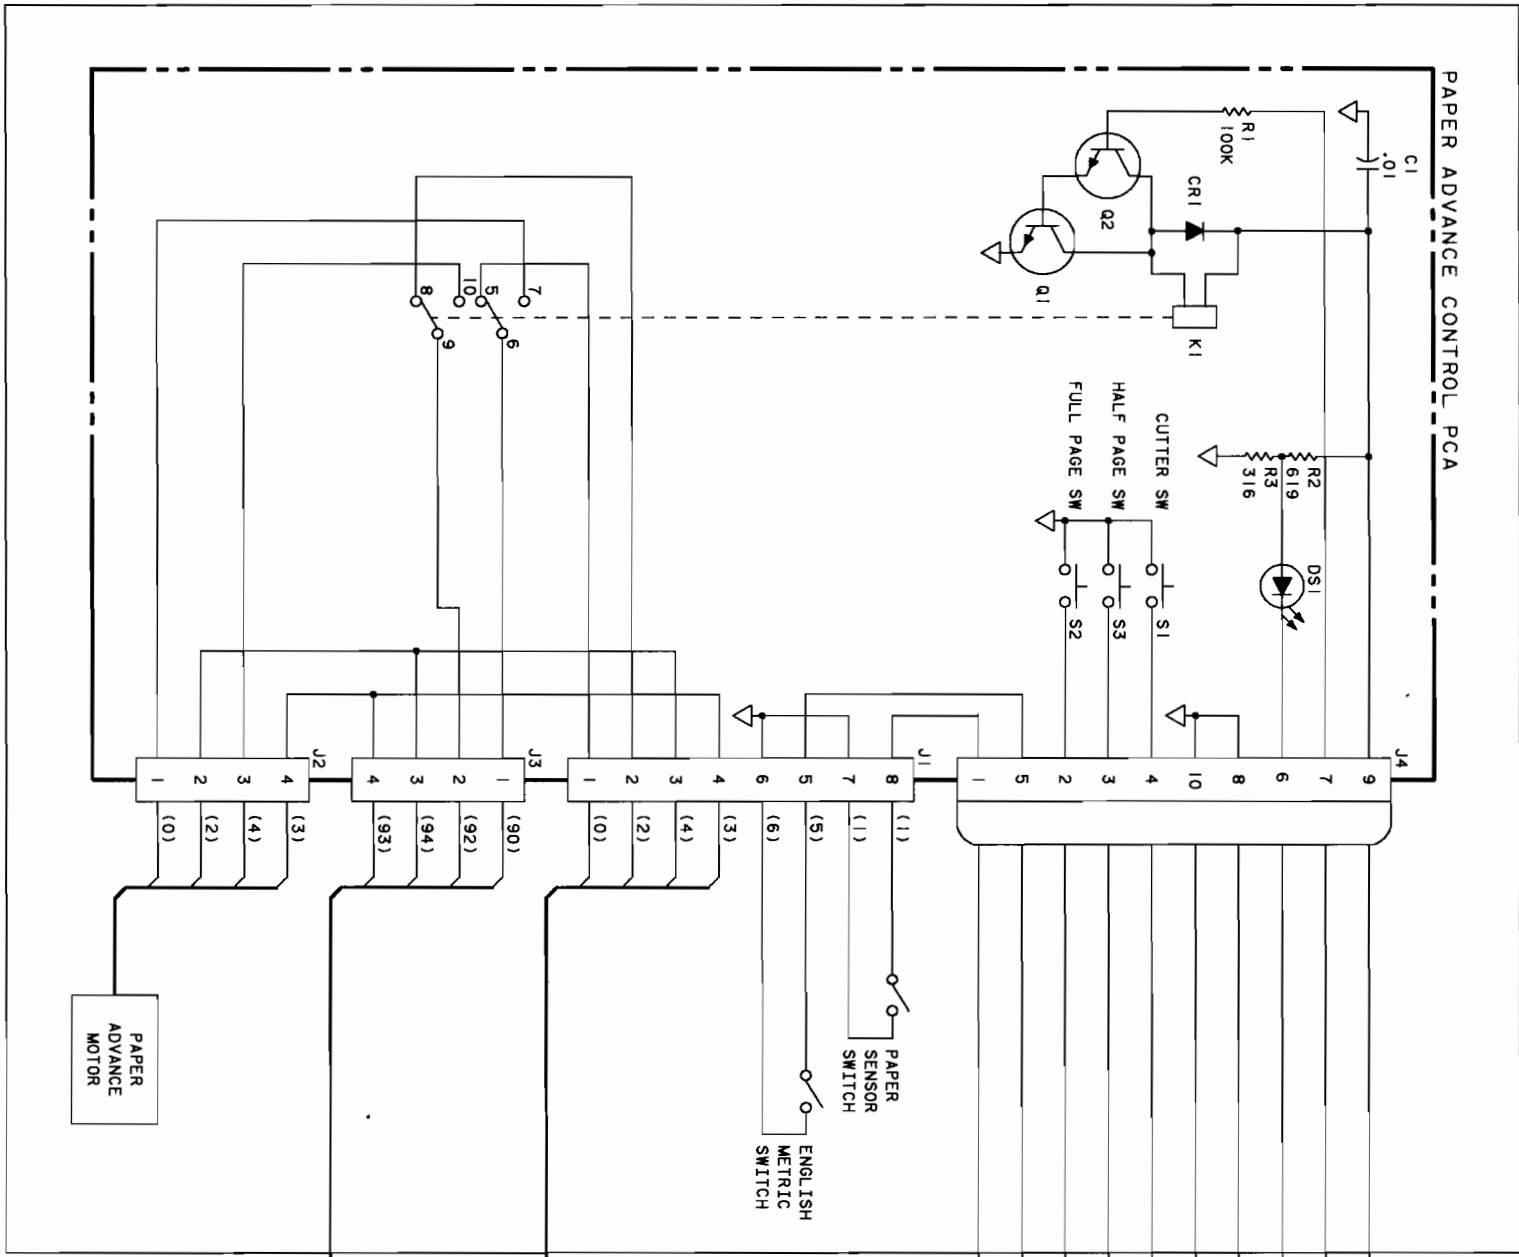 PAPER ADVANCE CONTROL PCA
C1
.01
R1
100K
CR1
Q2
Q1
K1
7
5
10
8
6
9
R2
619
R3
316
DS1
CUTTER SW
HALF PAGE SW
FULL PAGE SW
S1
S3
S2
J4
9
7
6
8
10
4
3
2
5
1
J1
8
7
5
6
4
3
2
1
J3
1
2
3
4
J2
4
3
2
1
(1)
(1)
(5)
(6)
(3)
(4)
(2)
(0)
(90)
(92)
(94)
(93)
(3)
(4)
(2)
(0)
PAPER
SENSOR
SWITCH
ENGLISH
METRIC
SWITCH
PAPER
ADVANCE
MOTOR